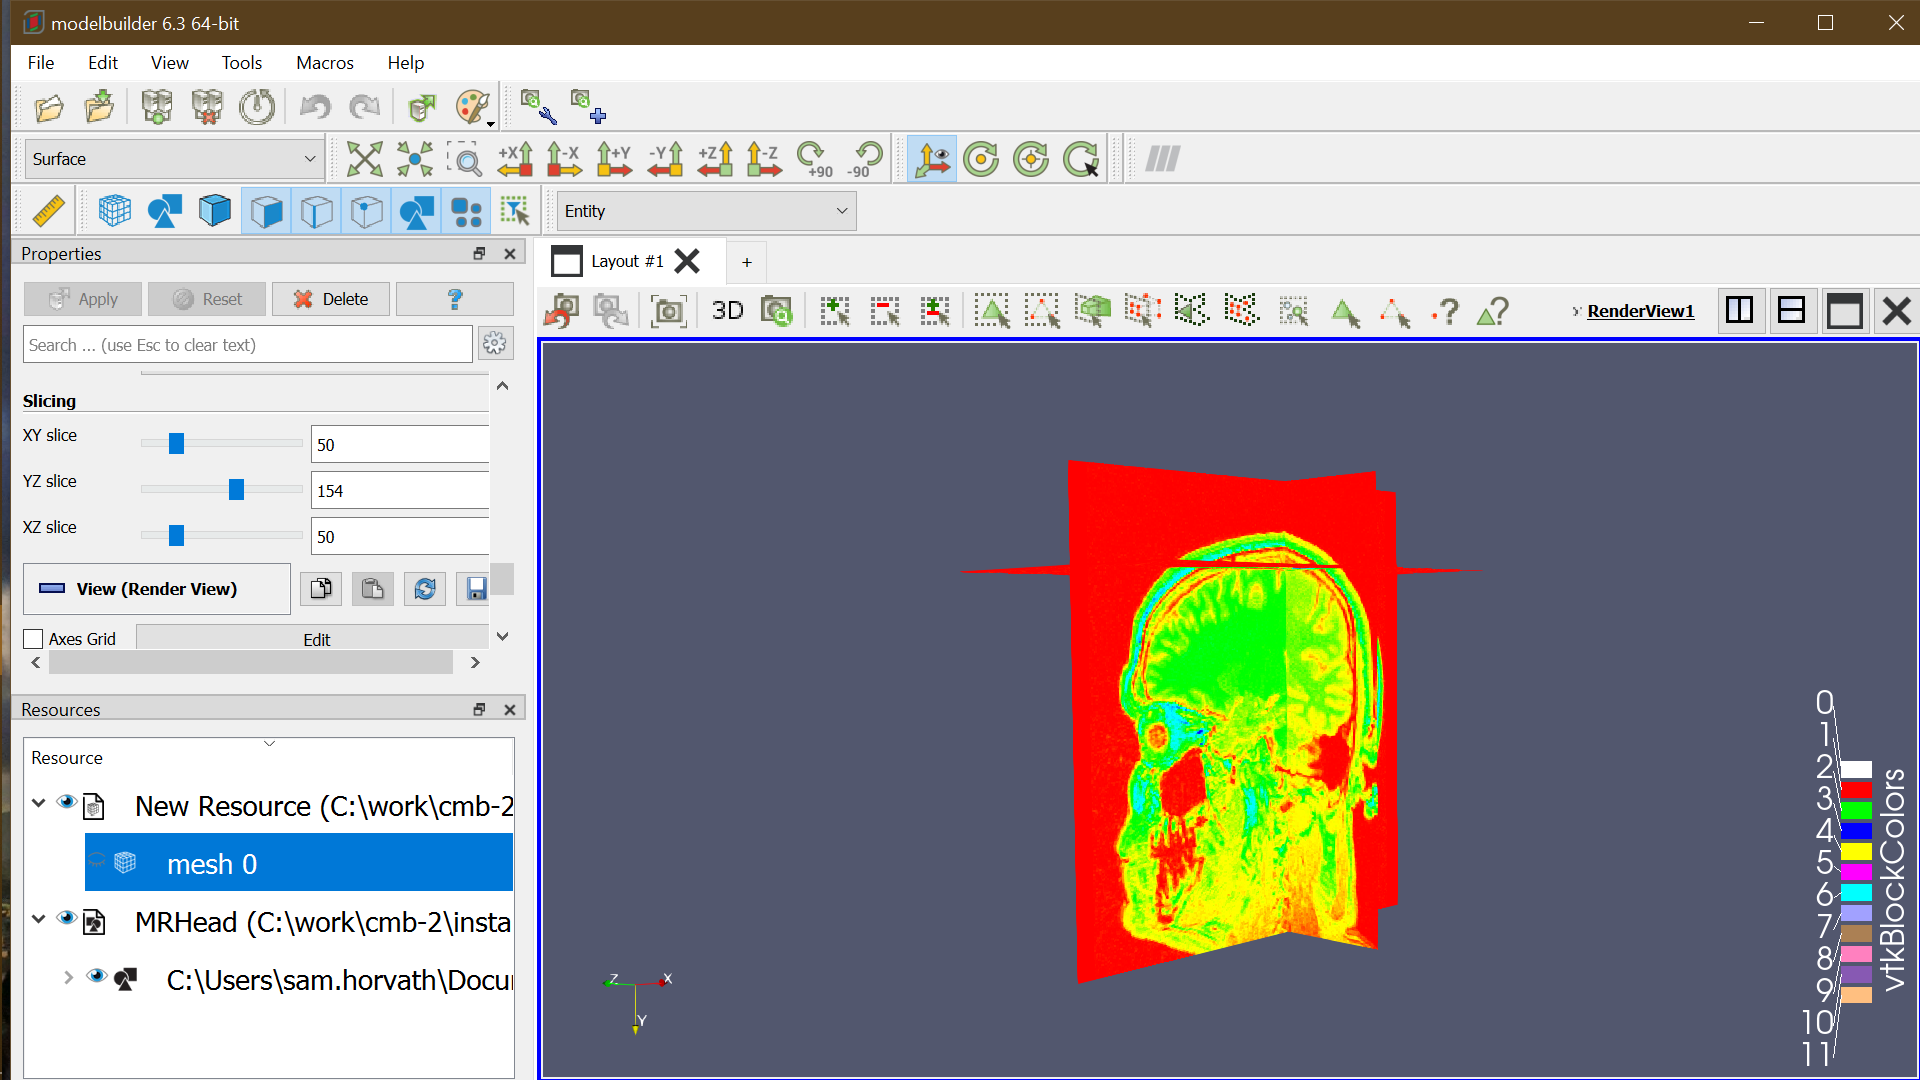 modelbuilder 6.3 64-bit
File Edit View Tools Macros Help
Surface
+X -X +Y -Y +Z -Z +90 -90
Entity
Properties
Layout #1 +
Apply Reset Delete ?
3D ? ? RenderView1
Search ... (use Esc to clear text)
Slicing
XY slice 50
YZ slice 154
XZ slice 50
View (Render View)
Axes Grid Edit
Resources
Resource
New Resource (C:\work\cmb-2
mesh 0
MRHead (C:\work\cmb-2\insta
C:\Users\sam.horvath\Docu
Z X
Y
0
1
2
3
4
5
6
7
8
9
10
11
vtkBlockColors